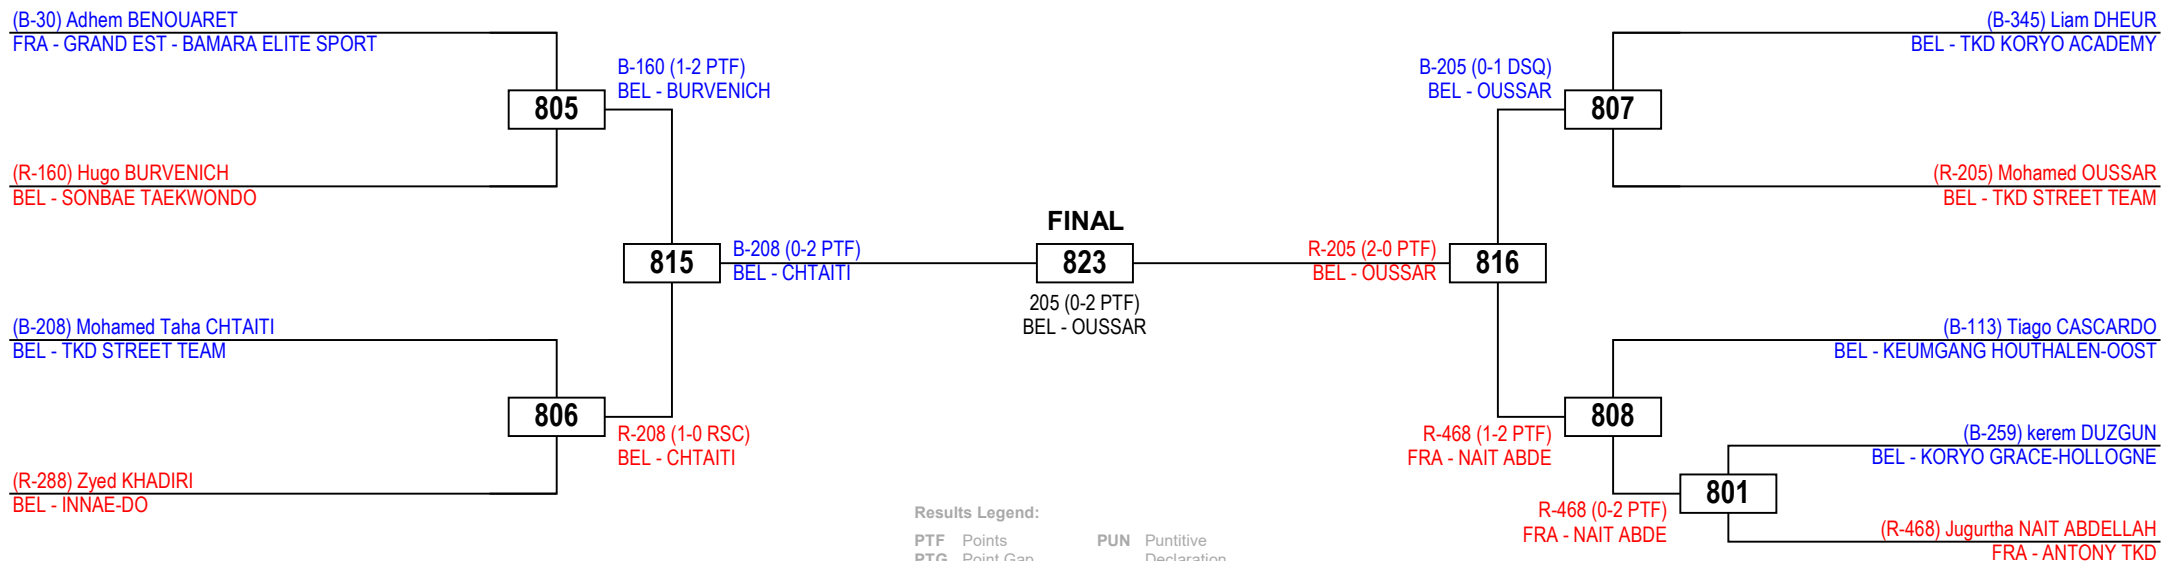 (B-30) Adhem BENOUARET
FRA - GRAND EST - BAMARA ELITE SPORT
B-160 (1-2 PTF)
BEL - BURVENICH
805
(R-160) Hugo BURVENICH
BEL - SONBAE TAEKWONDO
815
B-208 (0-2 PTF)
BEL - CHTAITI
(B-208) Mohamed Taha CHTAITI
BEL - TKD STREET TEAM
806
R-208 (1-0 RSC)
BEL - CHTAITI
(R-288) Zyed KHADIRI
BEL - INNAE-DO
FINAL
823
205 (0-2 PTF)
BEL - OUSSAR
(B-345) Liam DHEUR
BEL - TKD KORYO ACADEMY
B-205 (0-1 DSQ)
BEL - OUSSAR
807
(R-205) Mohamed OUSSAR
BEL - TKD STREET TEAM
R-205 (2-0 PTF)
BEL - OUSSAR
816
(B-113) Tiago CASCARDO
BEL - KEUMGANG HOUTHALEN-OOST
808
R-468 (1-2 PTF)
FRA - NAIT ABDE
(B-259) kerem DUZGUN
BEL - KORYO GRACE-HOLLOGNE
801
R-468 (0-2 PTF)
FRA - NAIT ABDE
(R-468) Jugurtha NAIT ABDELLAH
FRA - ANTONY TKD
Results Legend:
PTF Points
PUN Puntitive
PTG Point Gap
Declaration